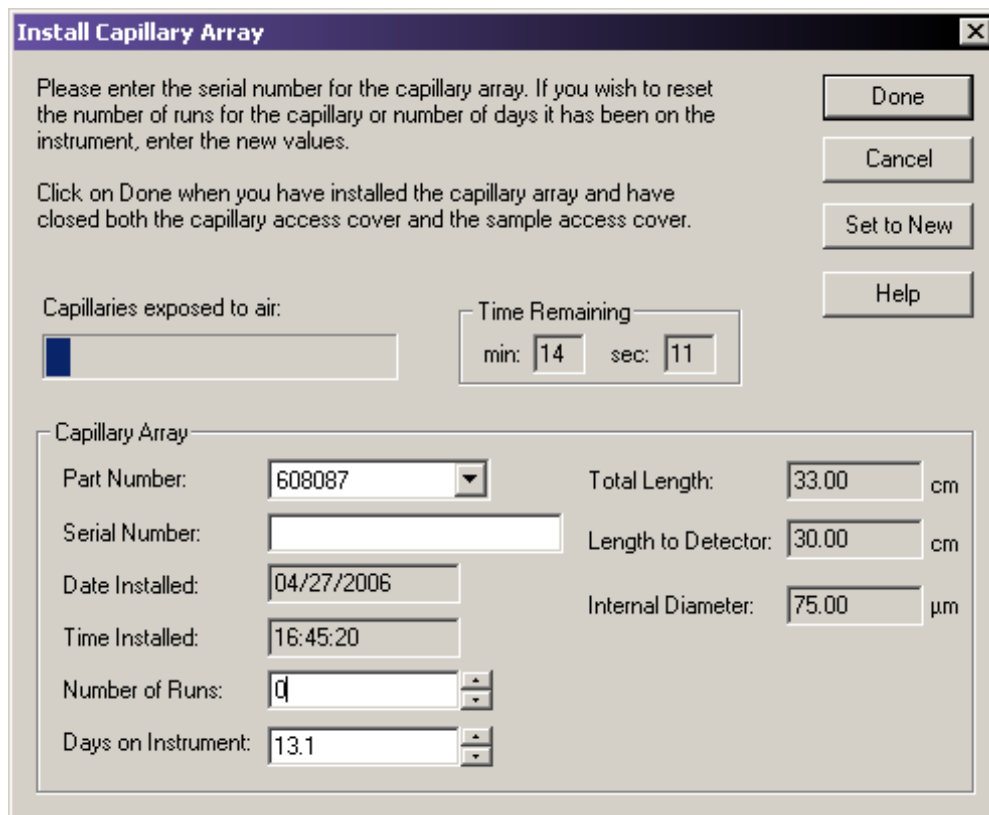 Install Capillary Array
Please enter the serial number for the capillary array. If you wish to reset
the number of runs for the capillary or number of days it has been on the
instrument, enter the new values.
Click on Done when you have installed the capillary array and have
closed both the capillary access cover and the sample access cover.
Done
Cancel
Set to New
Help
Capillaries exposed to air:
Time Remaining
min: 14 sec: 11
Capillary Array
Part Number: 608087
Serial Number:
Date Installed: 04/27/2006
Time Installed: 16:45:20
Number of Runs: 0
Days on Instrument: 13.1
Total Length: 33.00 cm
Length to Detector: 30.00 cm
Internal Diameter: 75.00 µm